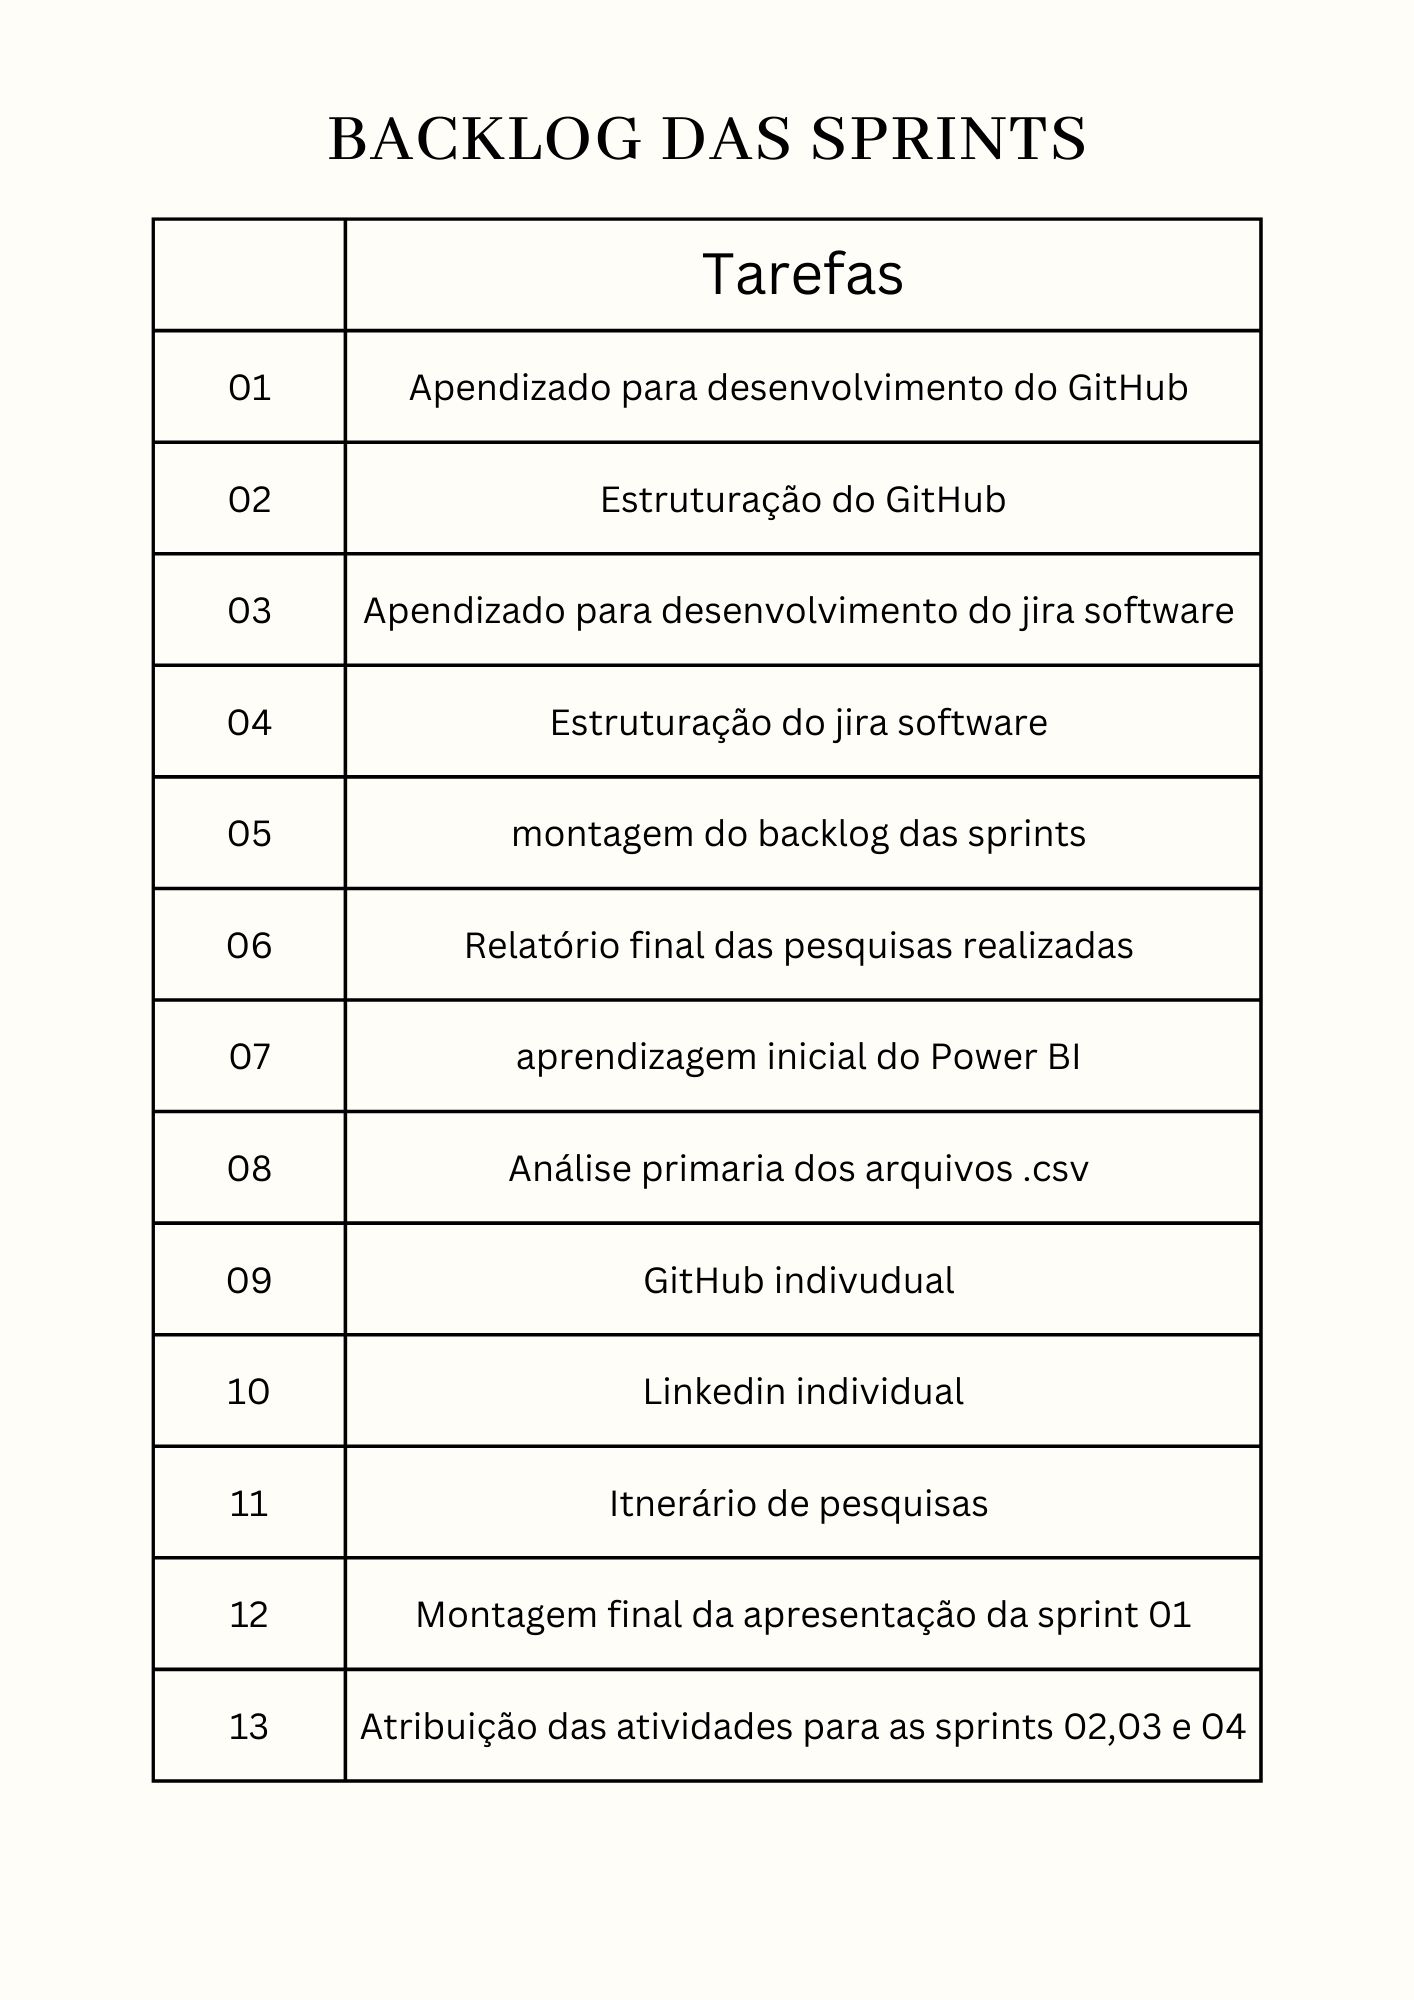 BACKLOG DAS SPRINTS
Tarefas
01 Apendizado para desenvolvimento do GitHub
02 Estruturação do GitHub
03 Apendizado para desenvolvimento do jira software
04 Estruturação do jira software
05 montagem do backlog das sprints
06 Relatório final das pesquisas realizadas
07 aprendizagem inicial do Power BI
08 Análise primaria dos arquivos .csv
09 GitHub indivudual
10 Linkedin individual
11 Itnerário de pesquisas
12 Montagem final da apresentação da sprint 01
13 Atribuição das atividades para as sprints 02,03 e 04